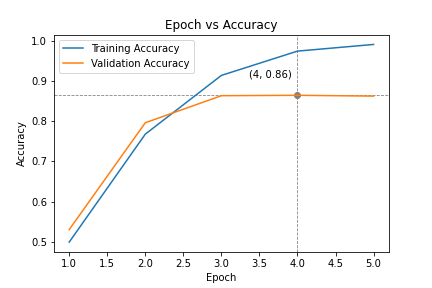 Epoch vs Accuracy
Training Accuracy
Validation Accuracy
(4, 0.86)
Accuracy
1.0
0.9
0.8
0.7
0.6
0.5
1.0 1.5 2.0 2.5 3.0 3.5 4.0 4.5 5.0
Epoch